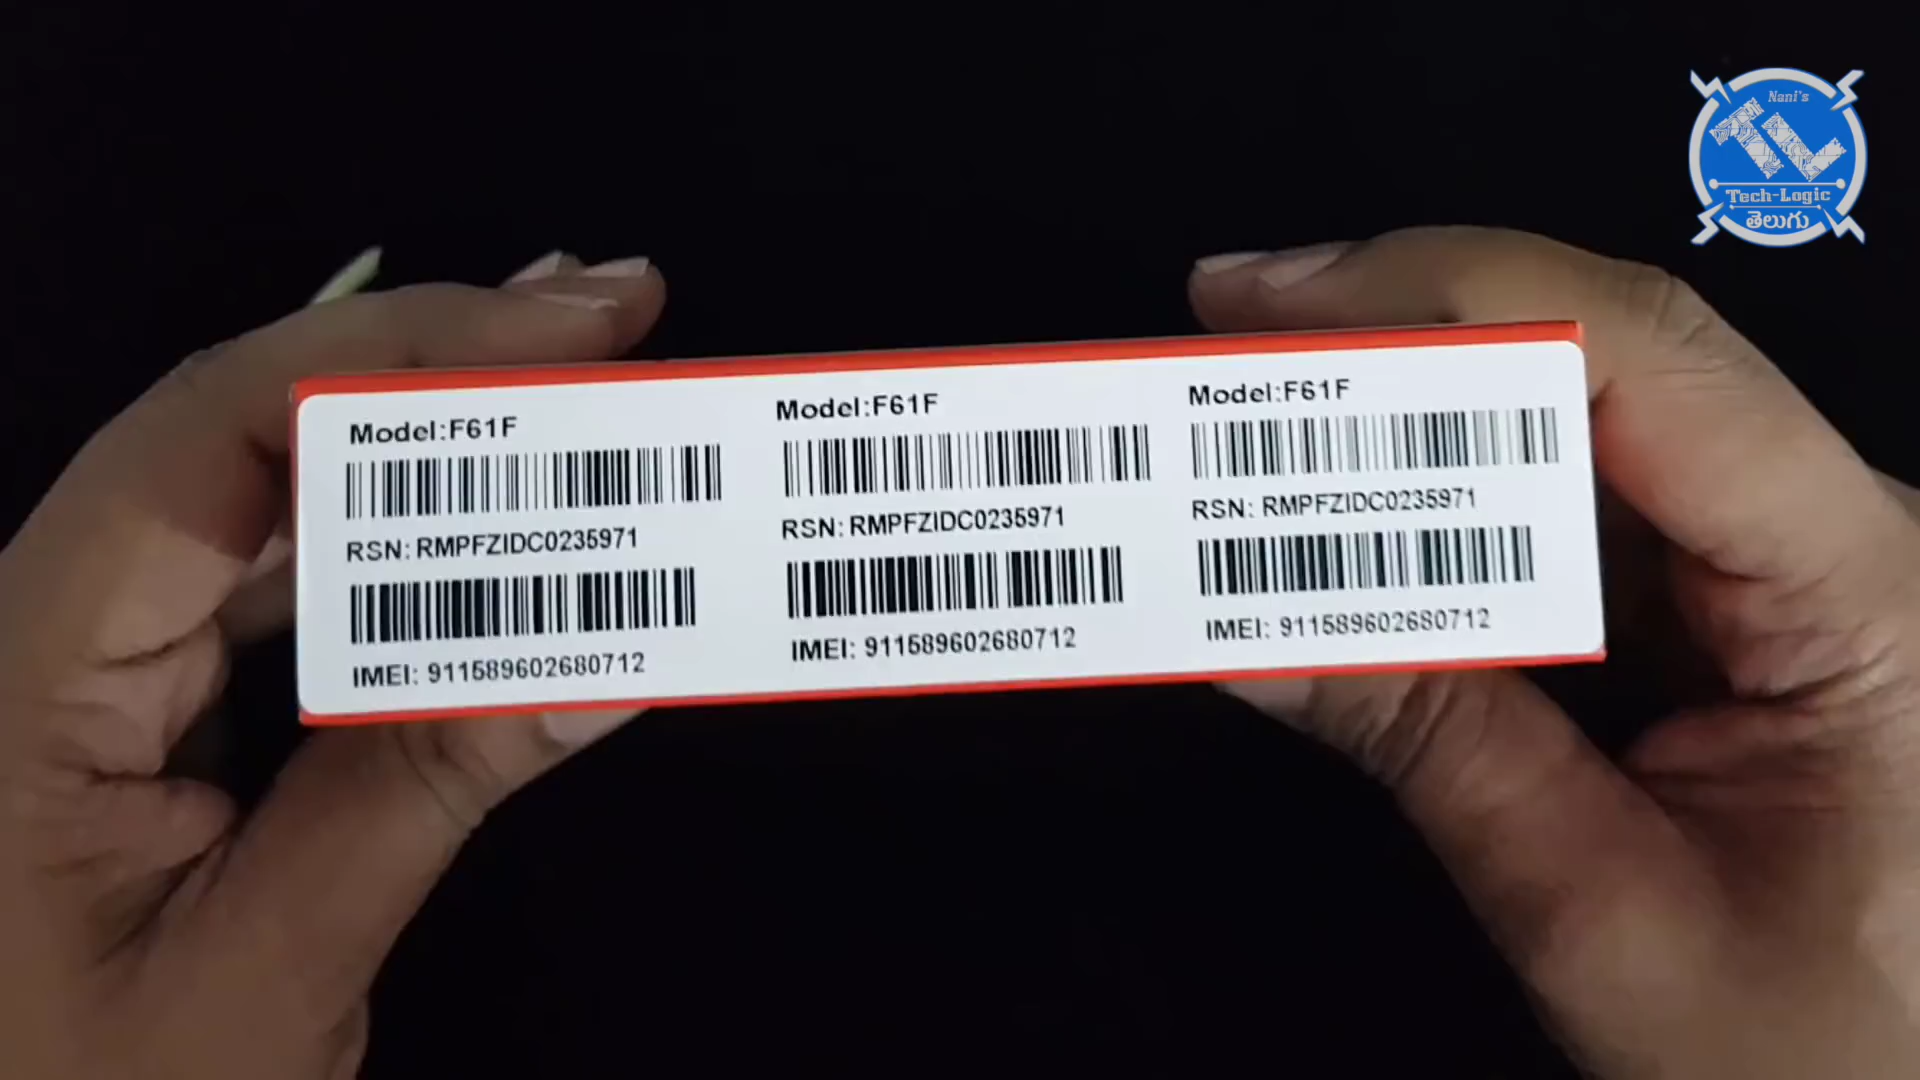 Nani's
TL
Tech-Logic
తెలుగు
Model:F61F
RSN: RMPFZIDC0235971
IMEI: 911589602680712
Model:F61F
RSN: RMPFZIDC0235971
IMEI: 911589602680712
Model:F61F
RSN: RMPFZIDC0235971
IMEI: 911589602680712